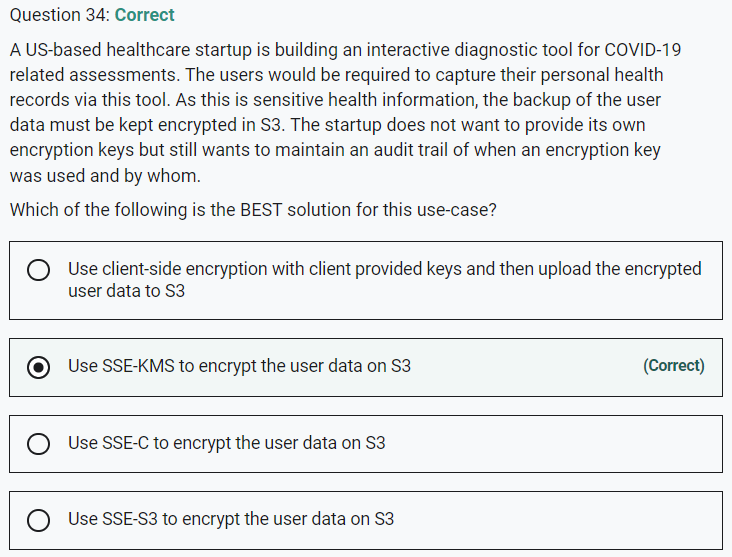 Question 34: Correct
A US-based healthcare startup is building an interactive diagnostic tool for COVID-19
related assessments. The users would be required to capture their personal health
records via this tool. As this is sensitive health information, the backup of the user
data must be kept encrypted in S3. The startup does not want to provide its own
encryption keys but still wants to maintain an audit trail of when an encryption key
was used and by whom.
Which of the following is the BEST solution for this use-case?
Use client-side encryption with client provided keys and then upload the encrypted
user data to S3
Use SSE-KMS to encrypt the user data on S3 (Correct)
Use SSE-C to encrypt the user data on S3
Use SSE-S3 to encrypt the user data on S3